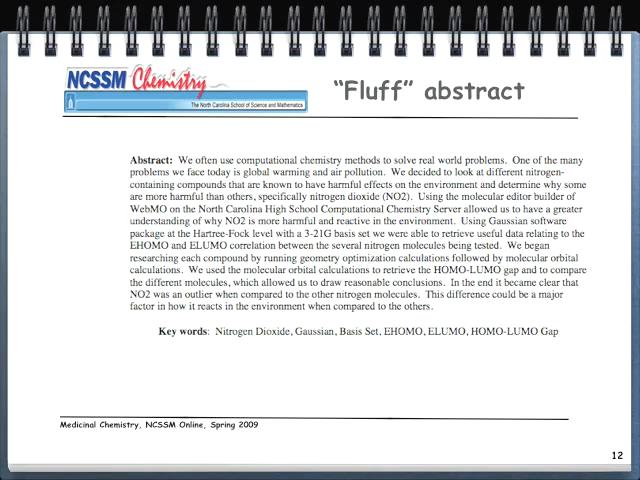 NCSSM Chemistry
The North Carolina School of Science and Mathematics
“Fluff” abstract
Abstract: We often use computational chemistry methods to solve real world problems. One of the many
problems we face today is global warming and air pollution. We decided to look at different nitrogen-
containing compounds that are known to have harmful effects on the environment and determine why some
are more harmful than others, specifically nitrogen dioxide (NO2). Using the molecular editor builder of
WebMO on the North Carolina High School Computational Chemistry Server allowed us to have a greater
understanding of why NO2 is more harmful and reactive in the environment. Using Gaussian software
package at the Hartree-Fock level with a 3-21G basis set we were able to retrieve useful data relating to the
EHOMO and ELUMO correlation between the several nitrogen molecules being tested. We began
researching each compound by running geometry optimization calculations followed by molecular orbital
calculations. We used the molecular orbital calculations to retrieve the HOMO-LUMO gap and to compare
the different molecules, which allowed us to draw reasonable conclusions. In the end it became clear that
NO2 was an outlier when compared to the other nitrogen molecules. This difference could be a major
factor in how it reacts in the environment when compared to the others.
Key words: Nitrogen Dioxide, Gaussian, Basis Set, EHOMO, ELUMO, HOMO-LUMO Gap
Medicinal Chemistry, NCSSM Online, Spring 2009
12